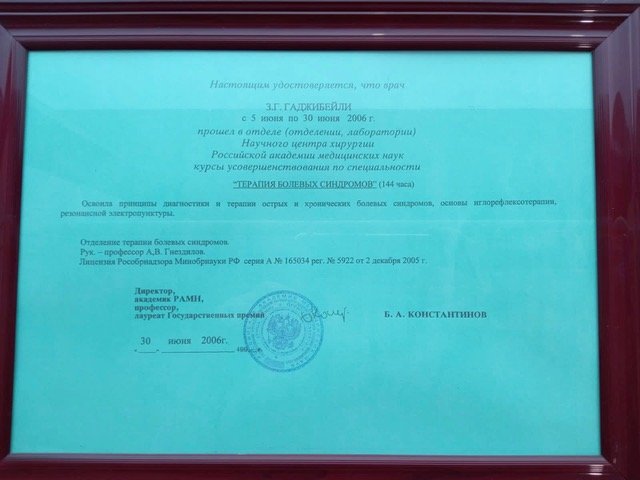 Настоящим удостоверяется, что врач
З.Г. ГАДЖИБЕЙЛИ
с 5 июня по 30 июня 2006 г.
прошел в отделе (отделении, лаборатории)
Научного центра хирургии
Российской академии медицинских наук
курсы усовершенствования по специальности
"ТЕРАПИЯ БОЛЕВЫХ СИНДРОМОВ" (144 часа)
Освоила принципы диагностики и терапии острых и хронических болевых синдромов, основы иглорефлексотерапии,
резонансной электропунктуры.
Отделение терапии болевых синдромов
Рук. – профессор А.В. Гнездилов.
Лицензия Рособрнадзора Минобрнауки РФ серия А № 165034 рег. № 5922 от 2 декабря 2005 г.
Директор,
академик РАМН,
профессор,
лауреат Государственных премий
Б. А. КОНСТАНТИНОВ
30 июня 2006г.